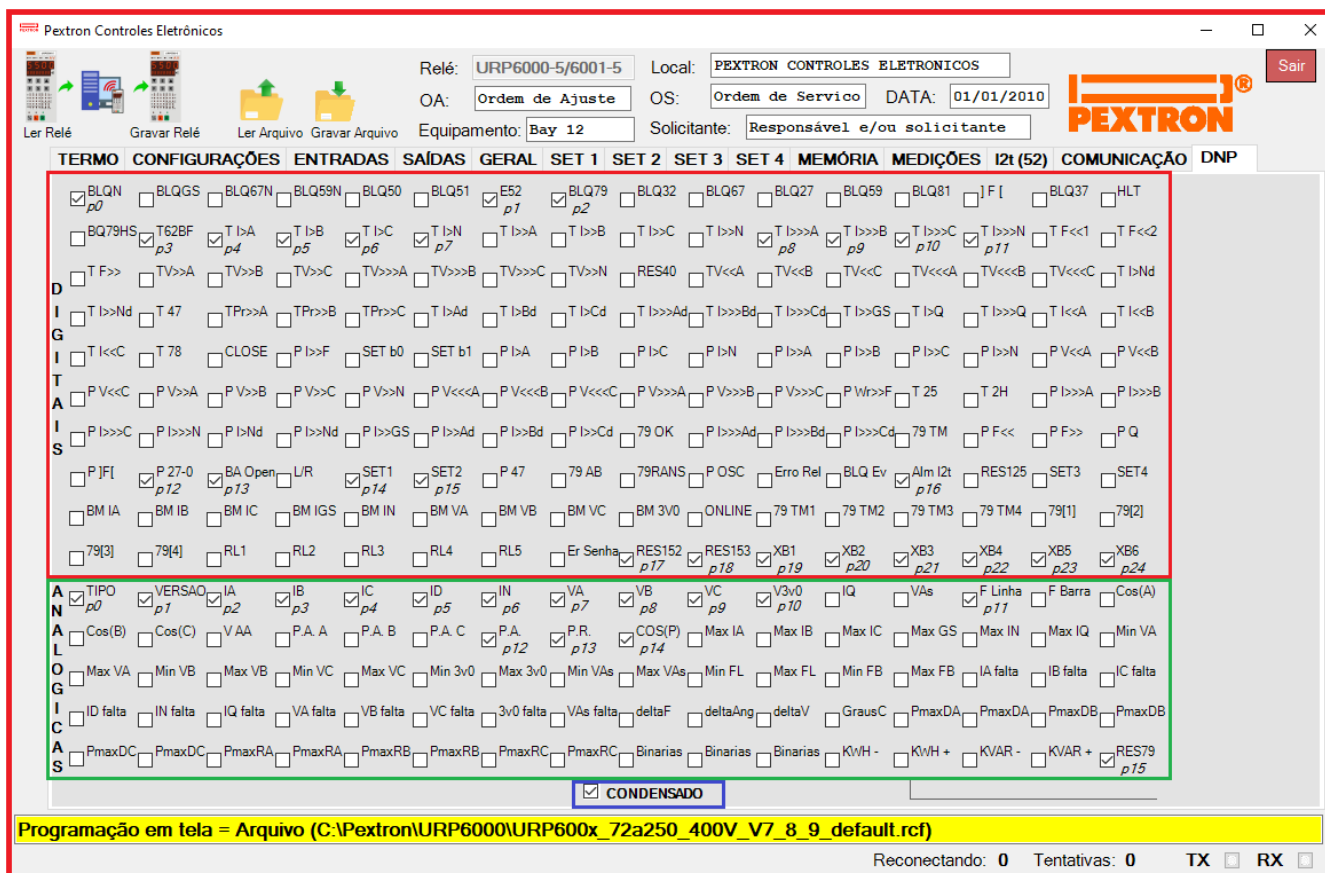 Pextron Controles Eletrônicos
Relé: URP6000-5/6001-5 Local: PEXTRON CONTROLES ELETRONICOS Sair
OA: Ordem de Ajuste OS: Ordem de Servico DATA: 01/01/2010
PEXTRON®
Ler Relé Gravar Relé Ler Arquivo Gravar Arquivo Equipamento: Bay 12 Solicitante: Responsável e/ou solicitante
TERMO CONFIGURAÇÕES ENTRADAS SAÍDAS GERAL SET 1 SET 2 SET 3 SET 4 MEMÓRIA MEDIÇÕES I2t (52) COMUNICAÇÃO DNP
DIGITAIS
BLQN BLQGS BLQ67N BLQ59N BLQ50 BLQ51 E52 BLQ79 BLQ32 BLQ67 BLQ27 BLQ59 BLQ81 ] F [ BLQ37 HLT
p0 p1 p2
BQ79HS T62BF T I>A T I>B T I>C T I>N T I>>A T I>>B T I>>C T I>>N T I>>>A T I>>>B T I>>>C T I>>>N T F<<1 T F<<2
p3 p4 p5 p6 p7 p8 p9 p10 p11
T F>> TV>>A TV>>B TV>>C TV>>>A TV>>>B TV>>>C TV>>N RES40 TV<<A TV<<B TV<<C TV<<<A TV<<<B TV<<<C T I>Nd
T I>>Nd T 47 TPr>>A TPr>>B TPr>>C T I>Ad T I>Bd T I>Cd T I>>>Ad T I>>>Bd T I>>>Cd T I>>GS T I>Q T I>>>Q T I<<A T I<<B
T I<<C T 78 CLOSE P I>>F SET b0 SET b1 P I>A P I>B P I>C P I>N P I>>A P I>>B P I>>C P I>>N P V<<A P V<<B
P V<<C P V>>A P V>>B P V>>C P V>>N P V<<<A P V<<<B P V<<<C P V>>>A P V>>>B P V>>>C P Wr>>F T 25 T 2H P I>>>A P I>>>B
P I>>>C P I>>>N P I>Nd P I>>Nd P I>>GS P I>>Ad P I>>Bd P I>>Cd 79 OK P I>>>Ad P I>>>Bd P I>>>Cd 79 TM P F<< P F>> P Q
P ]F[ P 27-0 BA Open L/R SET1 SET2 P 47 79 AB 79RANS P OSC Erro Rel BLQ Ev Alm I2t RES125 SET3 SET4
p12 p13 p14 p15 p16
BM IA BM IB BM IC BM IGS BM IN BM VA BM VB BM VC BM 3V0 ONLINE 79 TM1 79 TM2 79 TM3 79 TM4 79[1] 79[2]
79[3] 79[4] RL1 RL2 RL3 RL4 RL5 Er Senha RES152 RES153 XB1 XB2 XB3 XB4 XB5 XB6
p17 p18 p19 p20 p21 p22 p23 p24
ANALOGICAS
TIPO VERSAO IA IB IC ID IN VA VB VC V3v0 IQ VAs F Linha F Barra Cos(A)
p0 p1 p2 p3 p4 p5 p6 p7 p8 p9 p10 p11
Cos(B) Cos(C) V AA P.A. A P.A. B P.A. C P.A. P.R. COS(P) Max IA Max IB Max IC Max GS Max IN Max IQ Min VA
p12 p13 p14
Max VA Min VB Max VB Min VC Max VC Min 3v0 Max 3v0 Min VAs Max VAs Min FL Max FL Min FB Max FB IA falta IB falta IC falta
ID falta IN falta IQ falta VA falta VB falta VC falta 3v0 falta VAs falta deltaF deltaAng deltaV GrausC PmaxDA PmaxDA PmaxDB PmaxDB
PmaxDC PmaxDC PmaxRA PmaxRA PmaxRB PmaxRB PmaxRC PmaxRC Binarias Binarias Binarias KWH - KWH + KVAR - KVAR + RES79
p15
CONDENSADO
Programação em tela = Arquivo (C:\Pextron\URP6000\URP600x_72a250_400V_V7_8_9_default.rcf)
Reconectando: 0 Tentativas: 0 TX RX